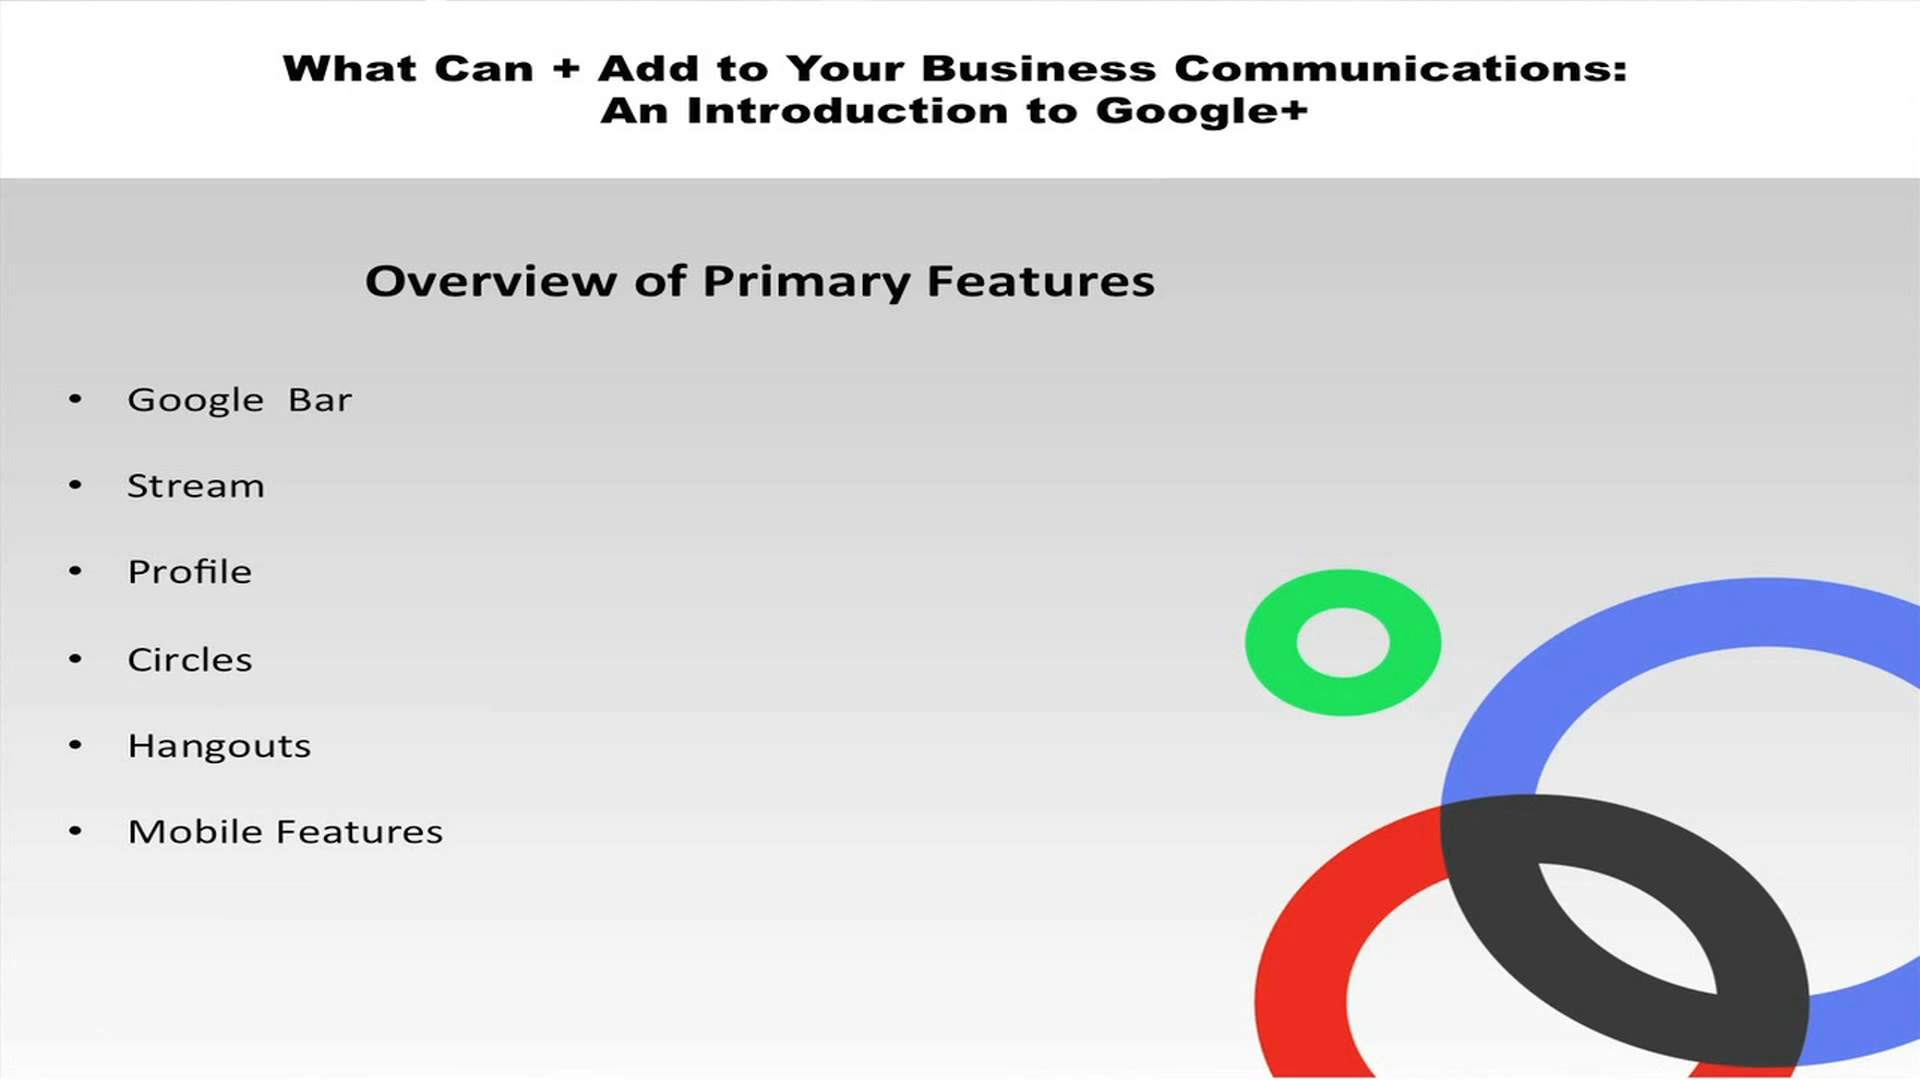 What Can + Add to Your Business Communications:
An Introduction to Google+
Overview of Primary Features
• Google Bar
• Stream
• Profile
• Circles
• Hangouts
• Mobile Features